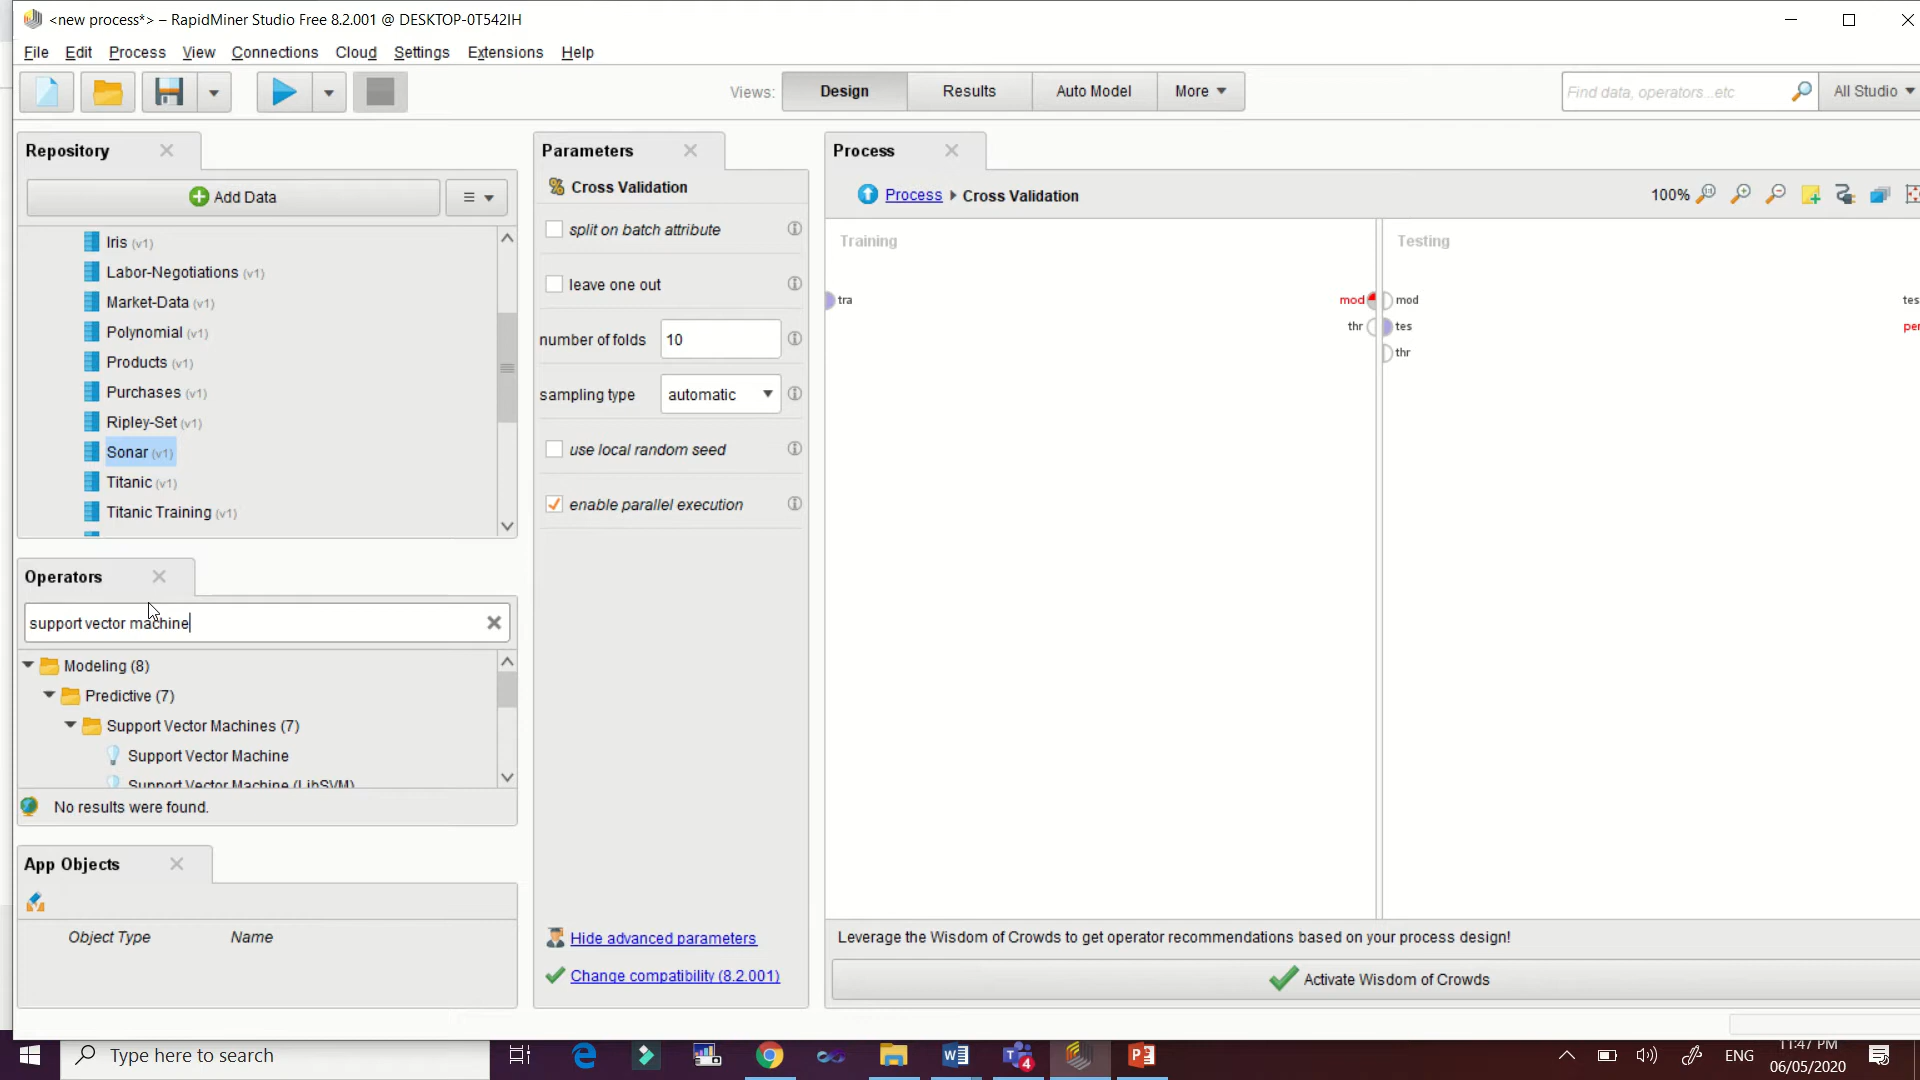 <new process*> – RapidMiner Studio Free 8.2.001 @ DESKTOP-0T542IH
File Edit Process View Connections Cloud Settings Extensions Help
Views: Design Results Auto Model More
Find data, operators...etc
All Studio
Repository
Add Data
Iris (v1)
Labor-Negotiations (v1)
Market-Data (v1)
Polynomial (v1)
Products (v1)
Purchases (v1)
Ripley-Set (v1)
Sonar (v1)
Titanic (v1)
Titanic Training (v1)
Operators
support vector machine
Modeling (8)
Predictive (7)
Support Vector Machines (7)
Support Vector Machine
Support Vector Machine (LibSVM)
No results were found.
App Objects
Object Type Name
Parameters
Cross Validation
split on batch attribute
leave one out
number of folds 10
sampling type automatic
use local random seed
enable parallel execution
Hide advanced parameters
Change compatibility (8.2.001)
Process
Process Cross Validation
100%
Training
tra
mod
thr
Testing
mod
tes
thr
tes
per
Leverage the Wisdom of Crowds to get operator recommendations based on your process design!
Activate Wisdom of Crowds
Type here to search
4
ENG
11:47 PM
06/05/2020